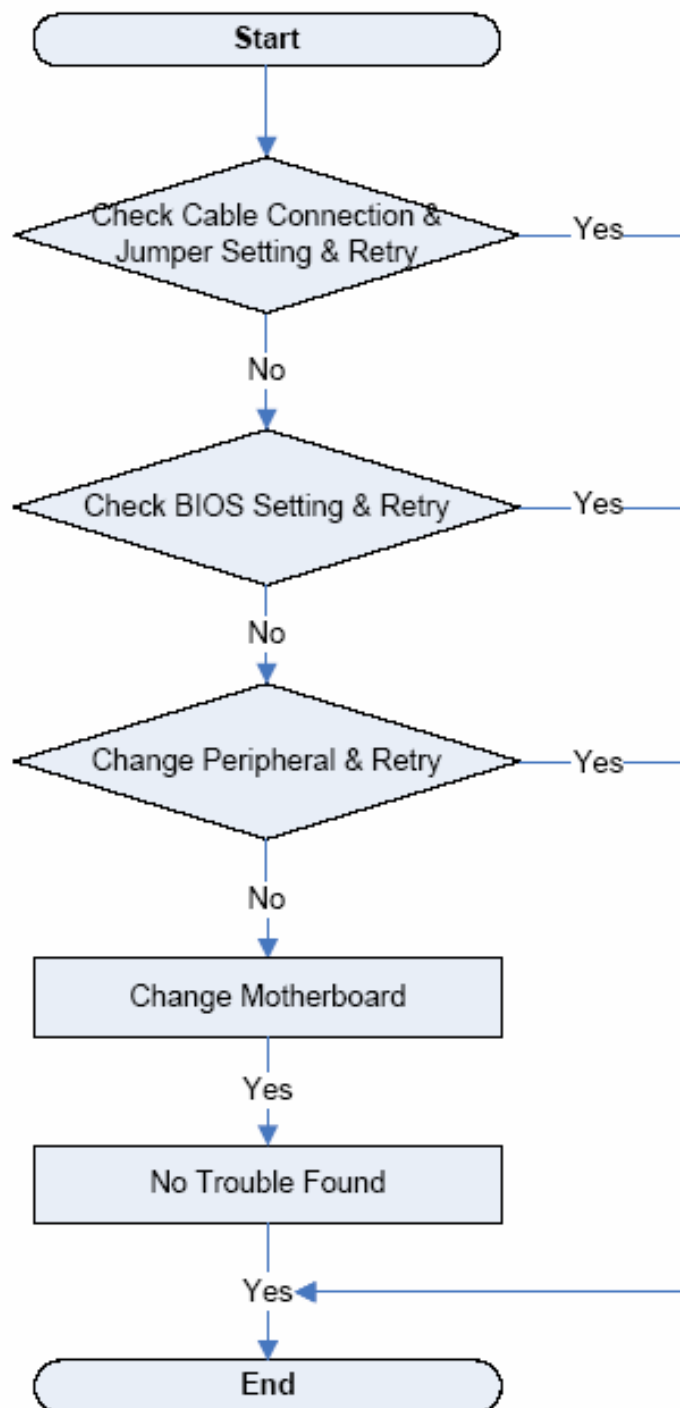 Start
Check Cable Connection &
Jumper Setting & Retry
Yes
No
Check BIOS Setting & Retry
Yes
No
Change Peripheral & Retry
Yes
No
Change Motherboard
Yes
No Trouble Found
Yes
End